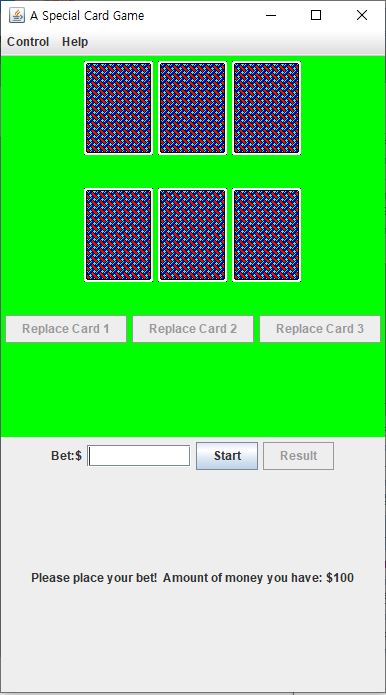 A Special Card Game
Control Help
Replace Card 1 Replace Card 2 Replace Card 3
Bet:$ Start Result
Please place your bet!  Amount of money you have: $100